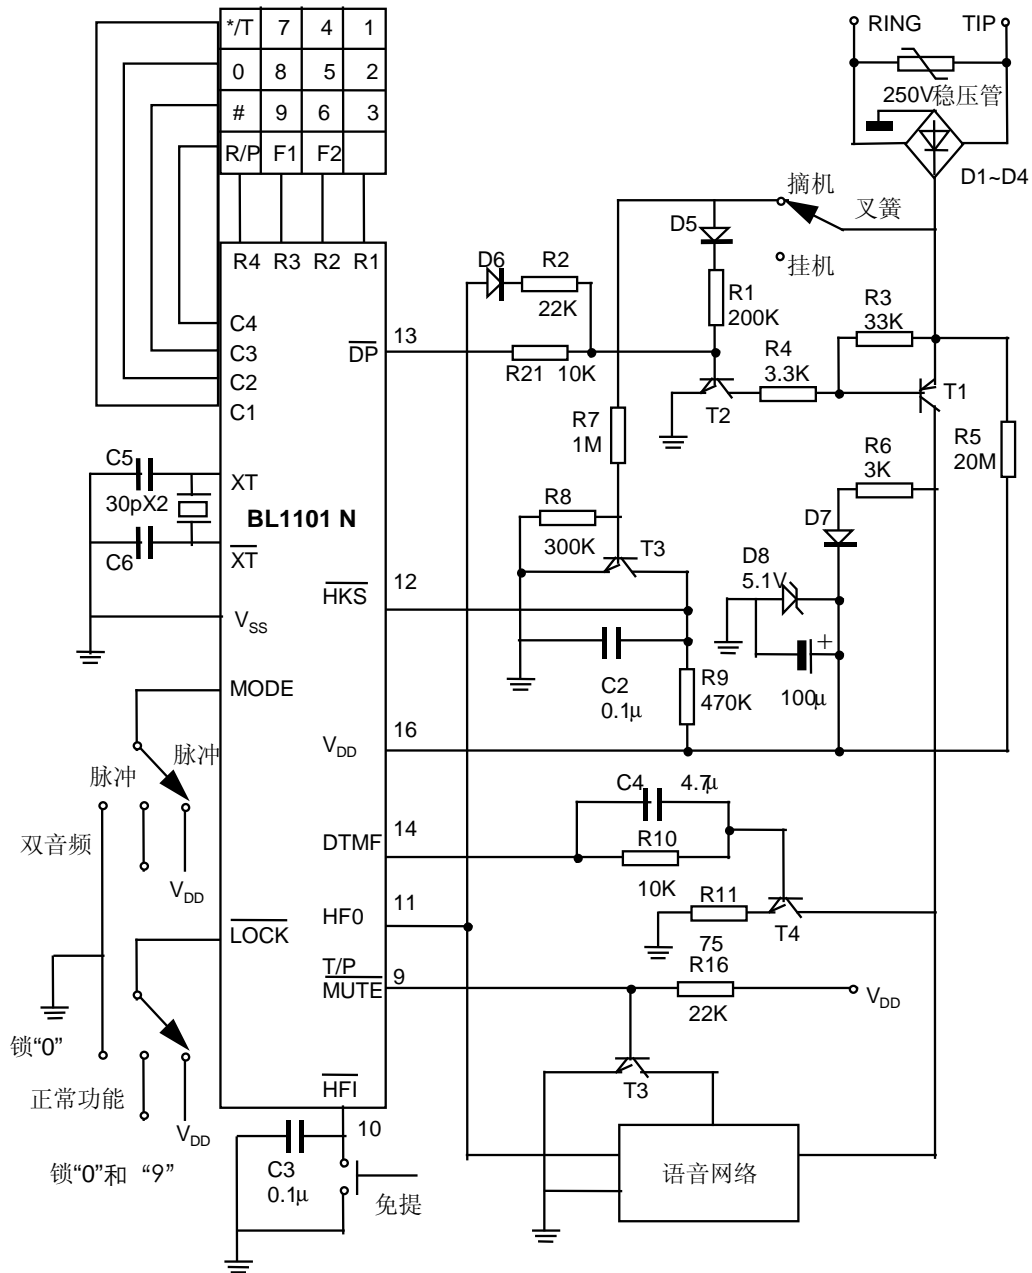 */T 7 4 1
0 8 5 2
# 9 6 3
R/P F1 F2
RING TIP
250V稳压管
D1~D4
摘机
叉簧
挂机
R4 R3 R2 R1
C4
C3
C2
C1
D6 R2
22K
D5
R1
200K
R3
33K
DP 13
R21 10K
R4
3.3K
T2
T1
R7
1M
R5
20M
R6
3K
C5
30pX2
C6
XT
XT
BL1101 N
R8
300K
T3
D7
D8
5.1V
HKS 12
VSS
C2
0.1μ
R9
470K
+
100μ
MODE
VDD 16
脉冲
脉冲
双音频
VDD
C4 4.7μ
DTMF 14
R10
10K
R11
75
T4
HF0 11
LOCK
T/P
MUTE 9
R16
22K
VDD
锁“0”
正常功能
VDD
锁“0”和 “9”
T3
HFI
10
C3
0.1μ
免提
语音网络